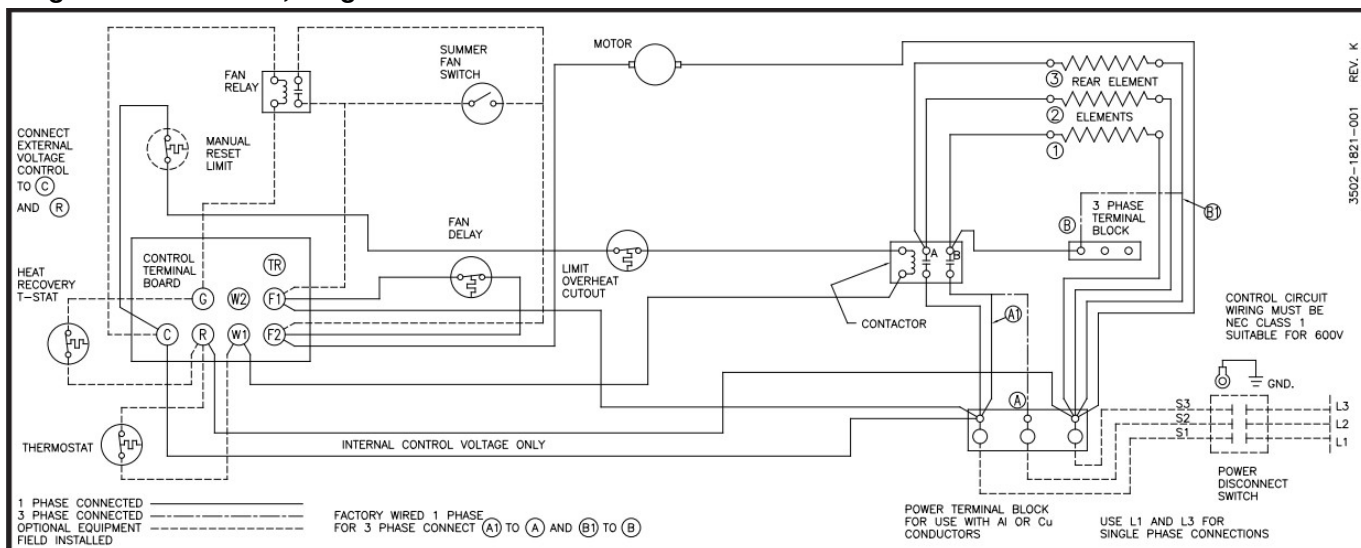 MOTOR
SUMMER
FAN
SWITCH
FAN
RELAY
3
REAR ELEMENT
2
ELEMENTS
1
3502-1821-001 REV. K
CONNECT
EXTERNAL
VOLTAGE
CONTROL
TO C
AND R
MANUAL
RESET
LIMIT
3 PHASE
TERMINAL
BLOCK
B
B1
FAN
DELAY
A
B
LIMIT
OVERHEAT
CUTOUT
CONTROL
TERMINAL
BOARD
TR
HEAT
RECOVERY
T-STAT
G
W2
F1
C
R
W1
F2
CONTACTOR
A1
CONTROL CIRCUIT
WIRING MUST BE
NEC CLASS 1
SUITABLE FOR 600V
GND.
A
S3
S2
S1
L3
L2
L1
THERMOSTAT
INTERNAL CONTROL VOLTAGE ONLY
POWER
DISCONNECT
SWITCH
1 PHASE CONNECTED
3 PHASE CONNECTED
OPTIONAL EQUIPMENT
FIELD INSTALLED
FACTORY WIRED 1 PHASE
FOR 3 PHASE CONNECT A1 TO A AND B1 TO B
POWER TERMINAL BLOCK
FOR USE WITH Al OR Cu
CONDUCTORS
USE L1 AND L3 FOR
SINGLE PHASE CONNECTIONS